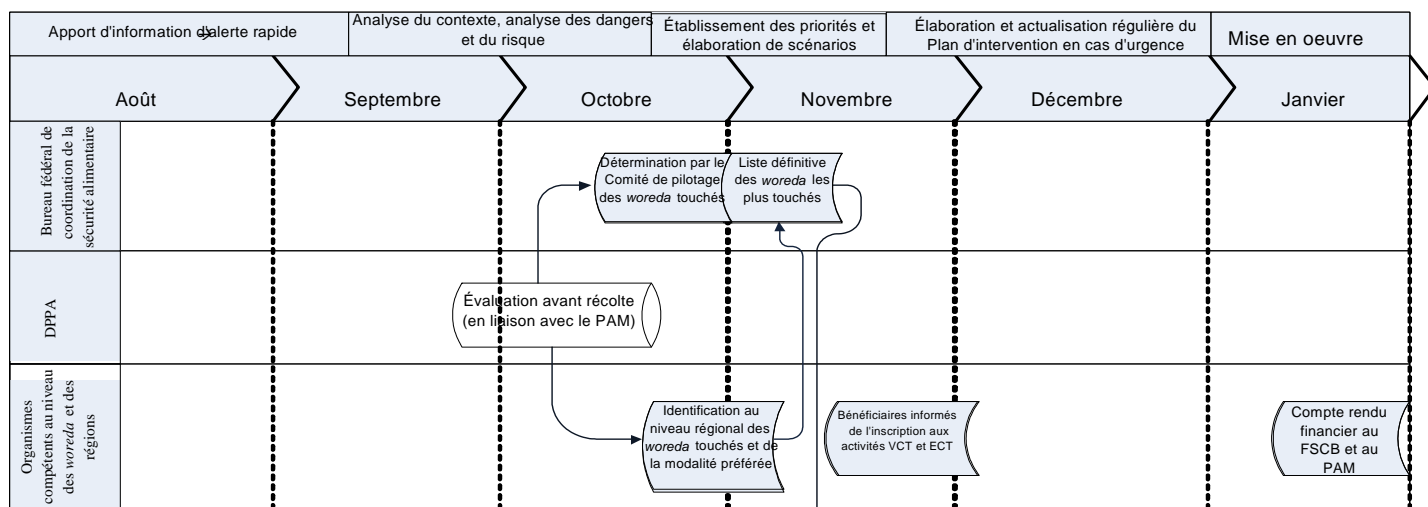 Apport d'information d'alerte rapide
Analyse du contexte, analyse des dangers
et du risque
Établissement des priorités et
élaboration de scénarios
Élaboration et actualisation régulière du
Plan d'intervention en cas d'urgence
Mise en oeuvre
Août
Septembre
Octobre
Novembre
Décembre
Janvier
Bureau fédéral de
coordination de la
sécurité alimentaire
Détermination par le
Comité de pilotage
des woreda touchés
Liste définitive
des woreda les
plus touchés
DPPA
Évaluation avant récolte
(en liaison avec le PAM)
Organismes
compétents au niveau
des woreda et des
régions
Identification au
niveau régional des
woreda touchés et de
la modalité préférée
Bénéficiaires informés
de l'inscription aux
activités VCT et ECT
Compte rendu
financier au
FSCB et au
PAM